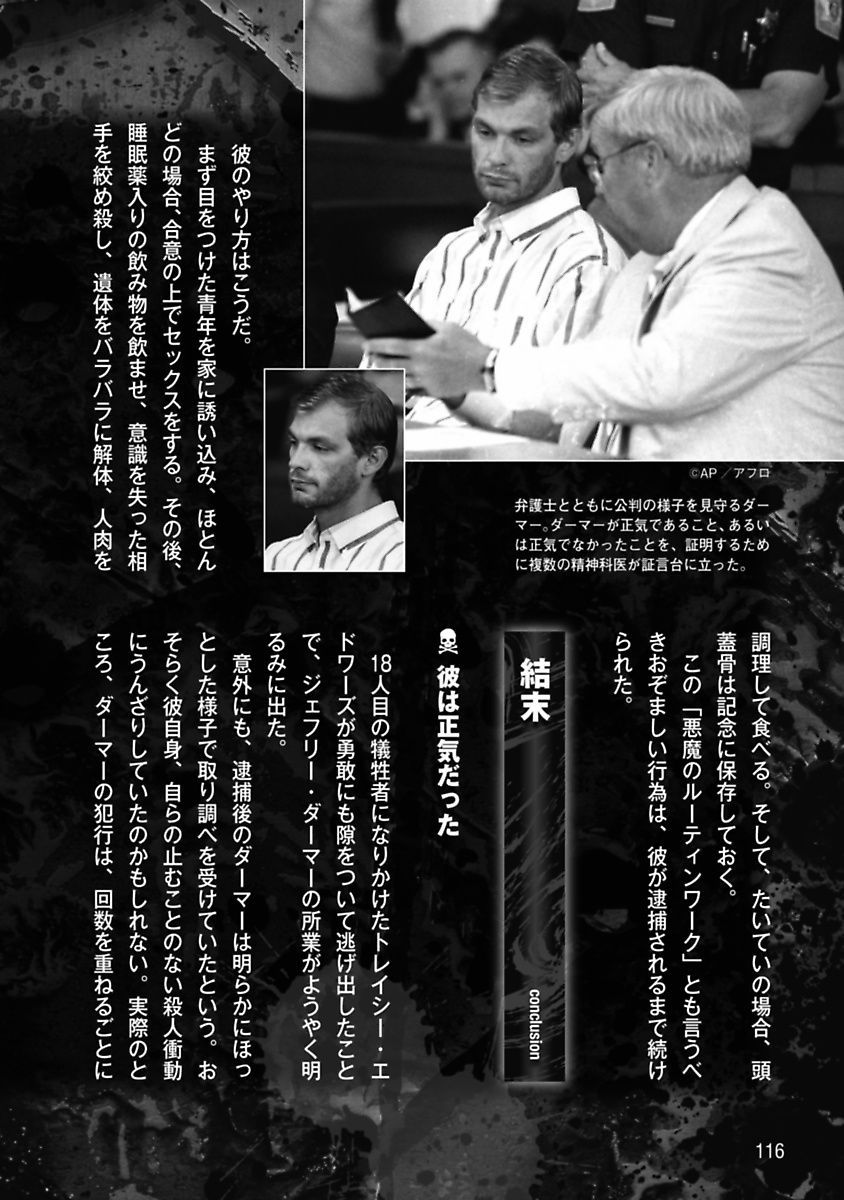 彼のやり方はこうだ。
まず目をつけた青年を家に誘い込み、ほとん
どの場合、合意の上でセックスをする。その後、
睡眠薬入りの飲み物を飲ませ、意識を失った相
手を絞め殺し、遺体をバラバラに解体、人肉を
©AP／アフロ
弁護士とともに公判の様子を見守るダー
マー。ダーマーが正気であること、あるい
は正気でなかったことを、証明するため
に複数の精神科医が証言台に立った。
調理して食べる。そして、たいていの場合、頭
蓋骨は記念に保存しておく。
この「悪魔のルーティンワーク」とも言うべ
きおぞましい行為は、彼が逮捕されるまで続け
られた。
結末
conclusion
彼は正気だった
18人目の犠牲者になりかけたトレイシー・エ
ドワーズが勇敢にも隙をついて逃げ出したこと
で、ジェフリー・ダーマーの所業がようやく明
るみに出た。
意外にも、逮捕後のダーマーは明らかにほっ
とした様子で取り調べを受けていたという。お
そらく彼自身、自らの止むことのない殺人衝動
にうんざりしていたのかもしれない。実際のと
ころ、ダーマーの犯行は、回数を重ねるごとに
116